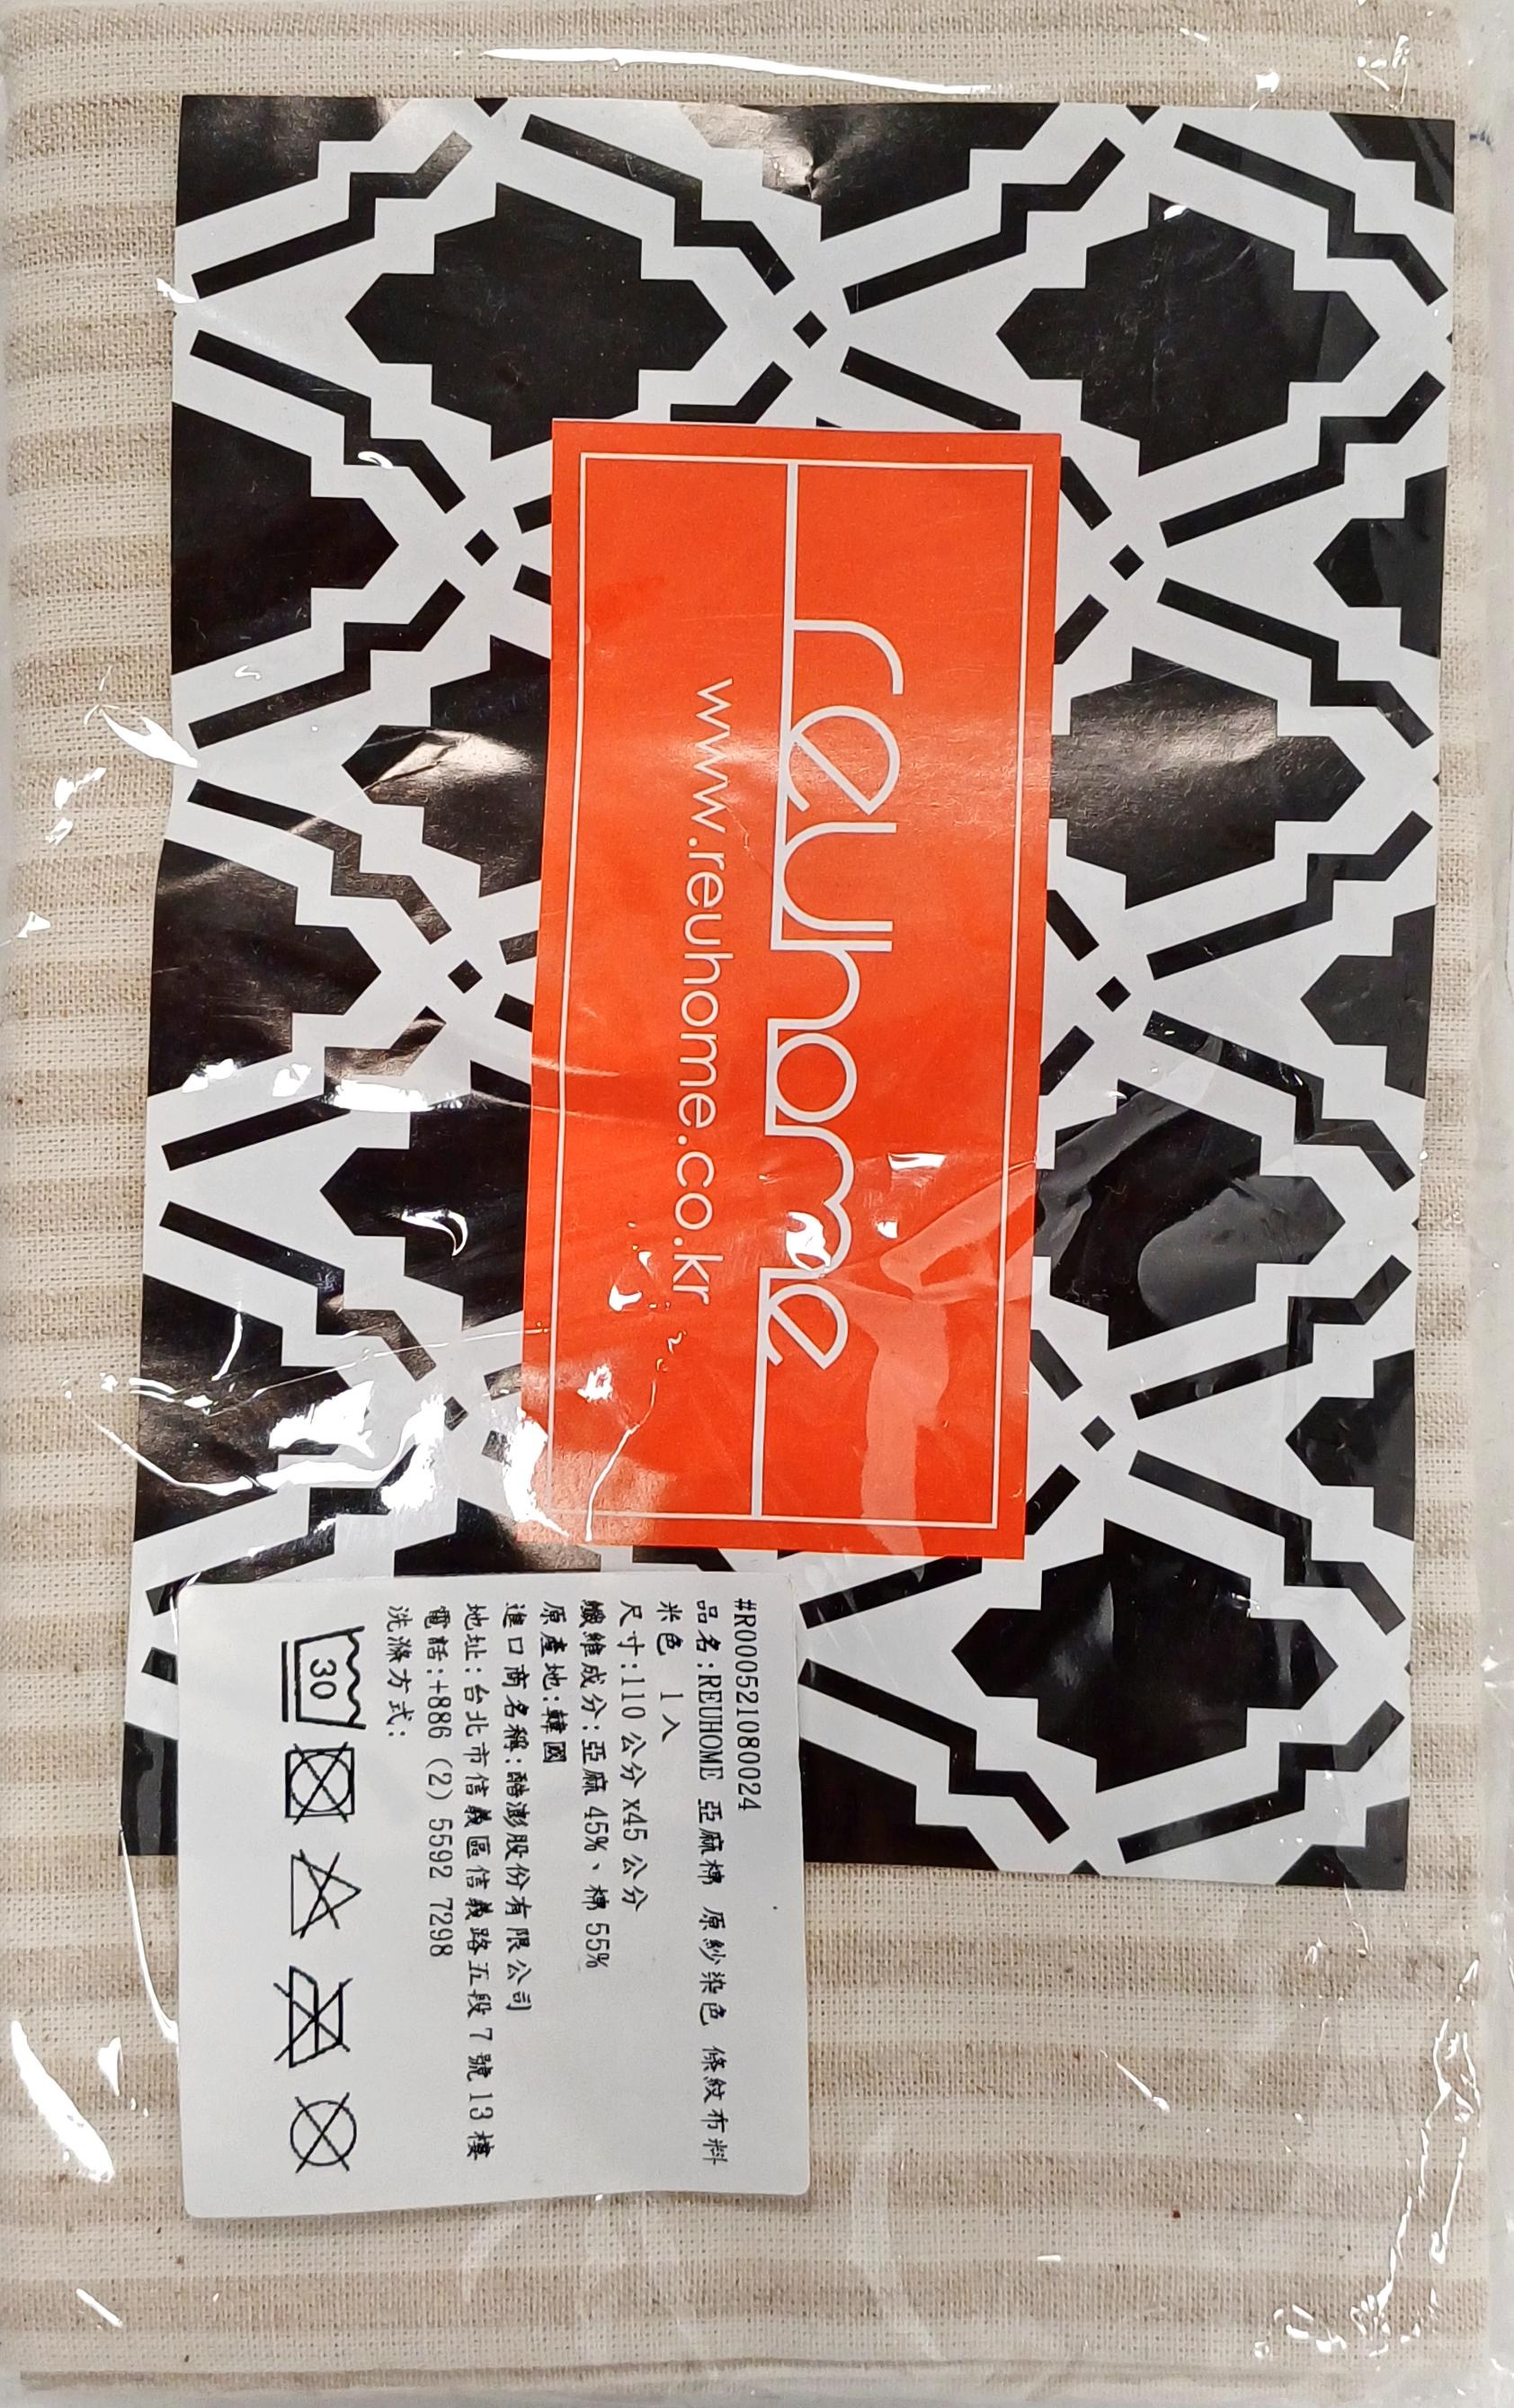 reuhome
www.reuhome.co.kr
#R000521080024
品名:REUHOME 亞麻棉 原紗染色 條紋布料
米色 1入
尺寸:110 公分 x45 公分
纖維成分:亞麻 45%、棉 55%
原產地:韓國
進口商名稱:酷澎股份有限公司
地址:台北市信義區信義路五段 7 號 13 樓
電話:+886 (2) 5592 7298
洗滌方式:
30